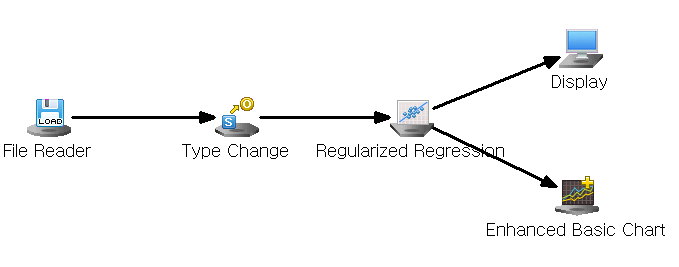 LOAD
File Reader
S
O
Type Change
Regularized Regression
Display
Enhanced Basic Chart